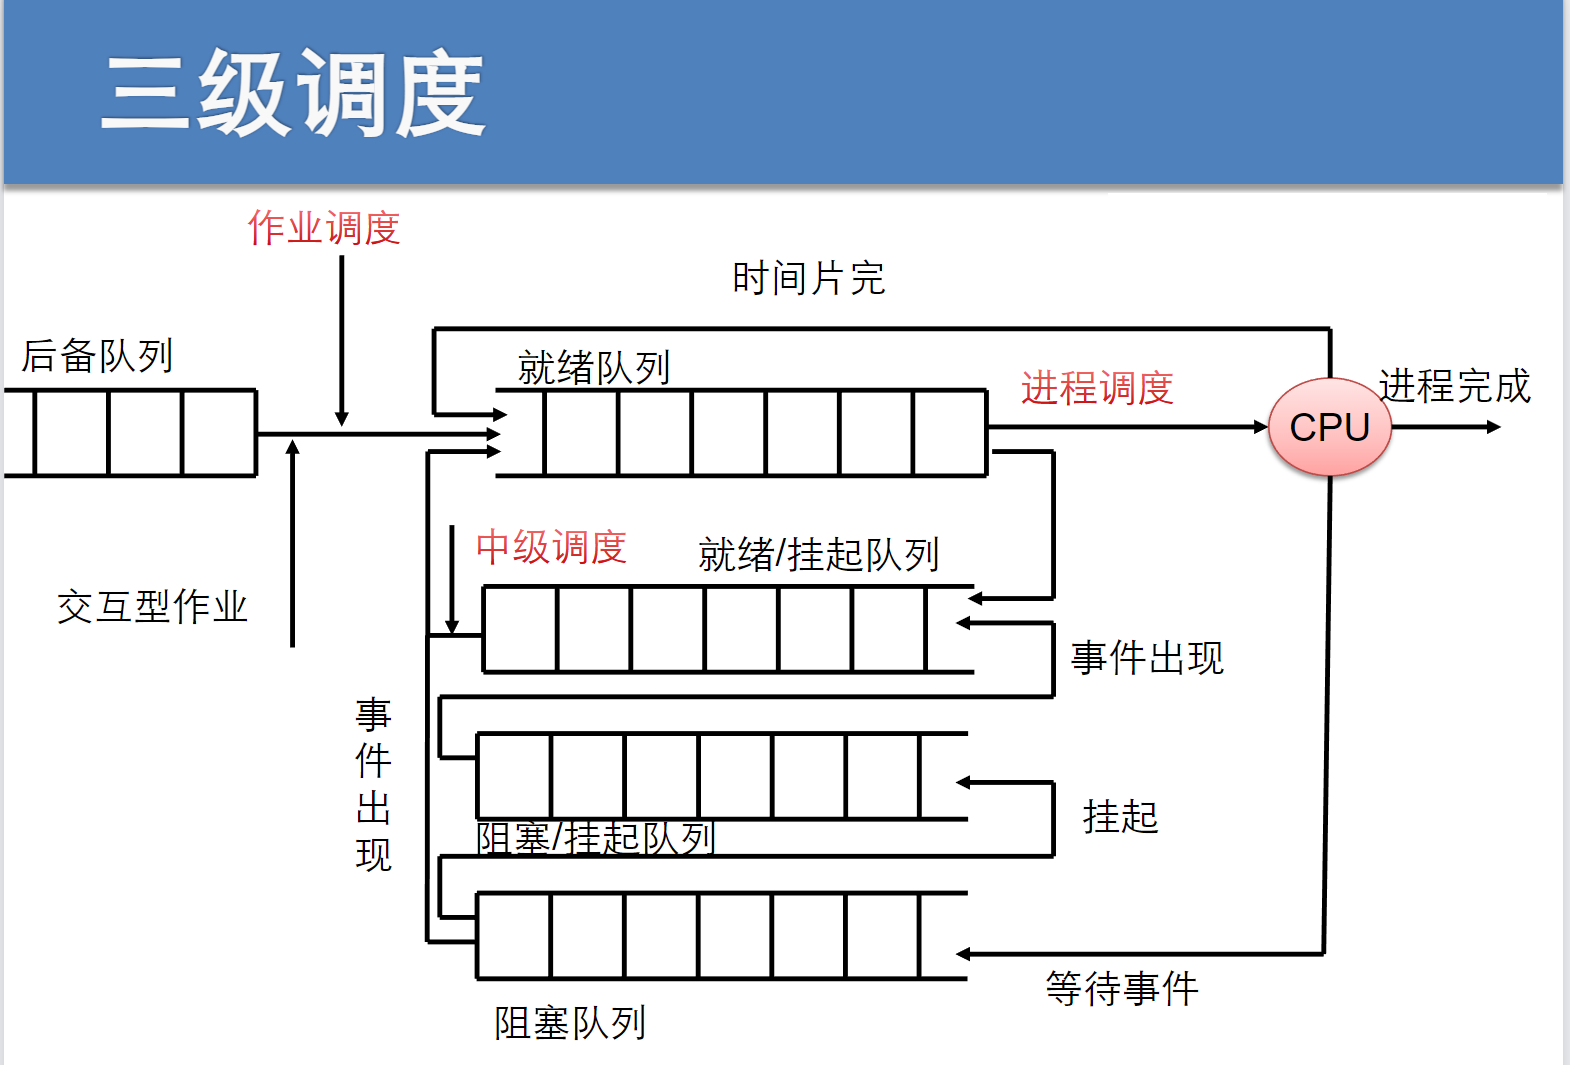 三级调度
作业调度
时间片完
后备队列
就绪队列
进程调度
进程完成
CPU
中级调度
就绪/挂起队列
交互型作业
事件出现
事
件
出
现
挂起
阻塞/挂起队列
等待事件
阻塞队列